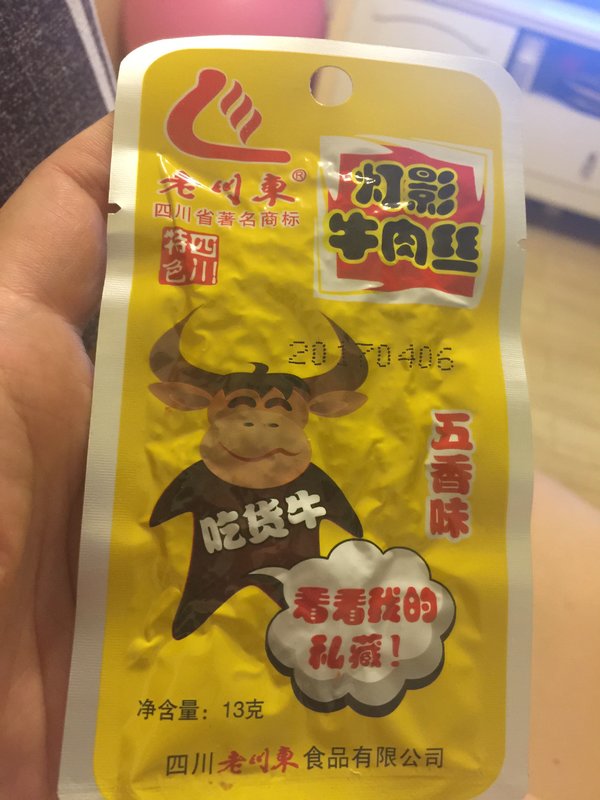 老川東®
四川省著名商标
四川
特色
灯影
牛肉丝
20170406
五香味
吃货牛
看看我的
私藏！
净含量：13克
四川老川東食品有限公司